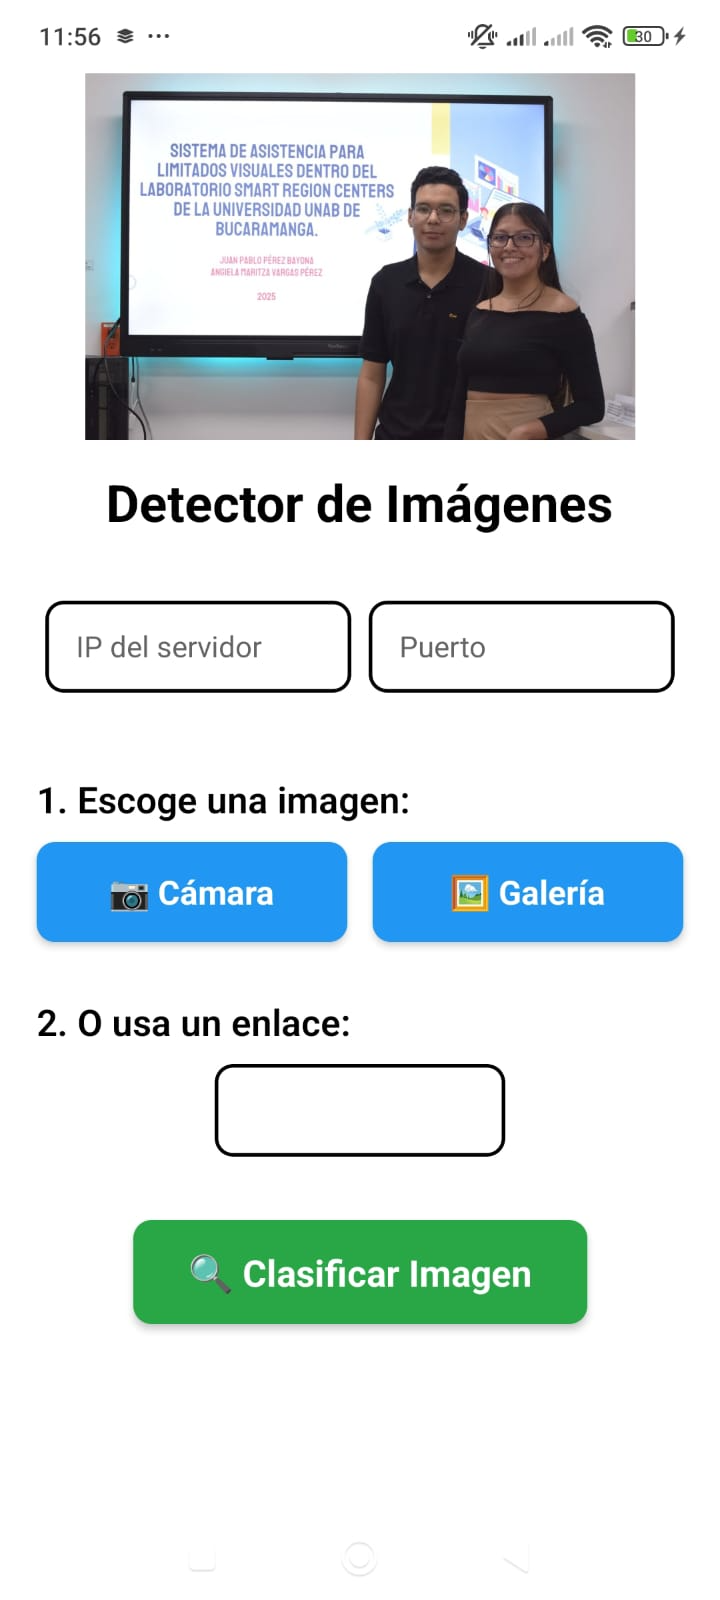 11:56
30
SISTEMA DE ASISTENCIA PARA
LIMITADOS VISUALES DENTRO DEL
LABORATORIO SMART REGION CENTERS
DE LA UNIVERSIDAD UNAB DE
BUCARAMANGA.
JUAN PABLO PÉREZ BAYONA
ANGIELA MARITZA VARGAS PÉREZ
2025
Detector de Imágenes
IP del servidor
Puerto
1. Escoge una imagen:
📷 Cámara
🖼️ Galería
2. O usa un enlace:
🔍 Clasificar Imagen